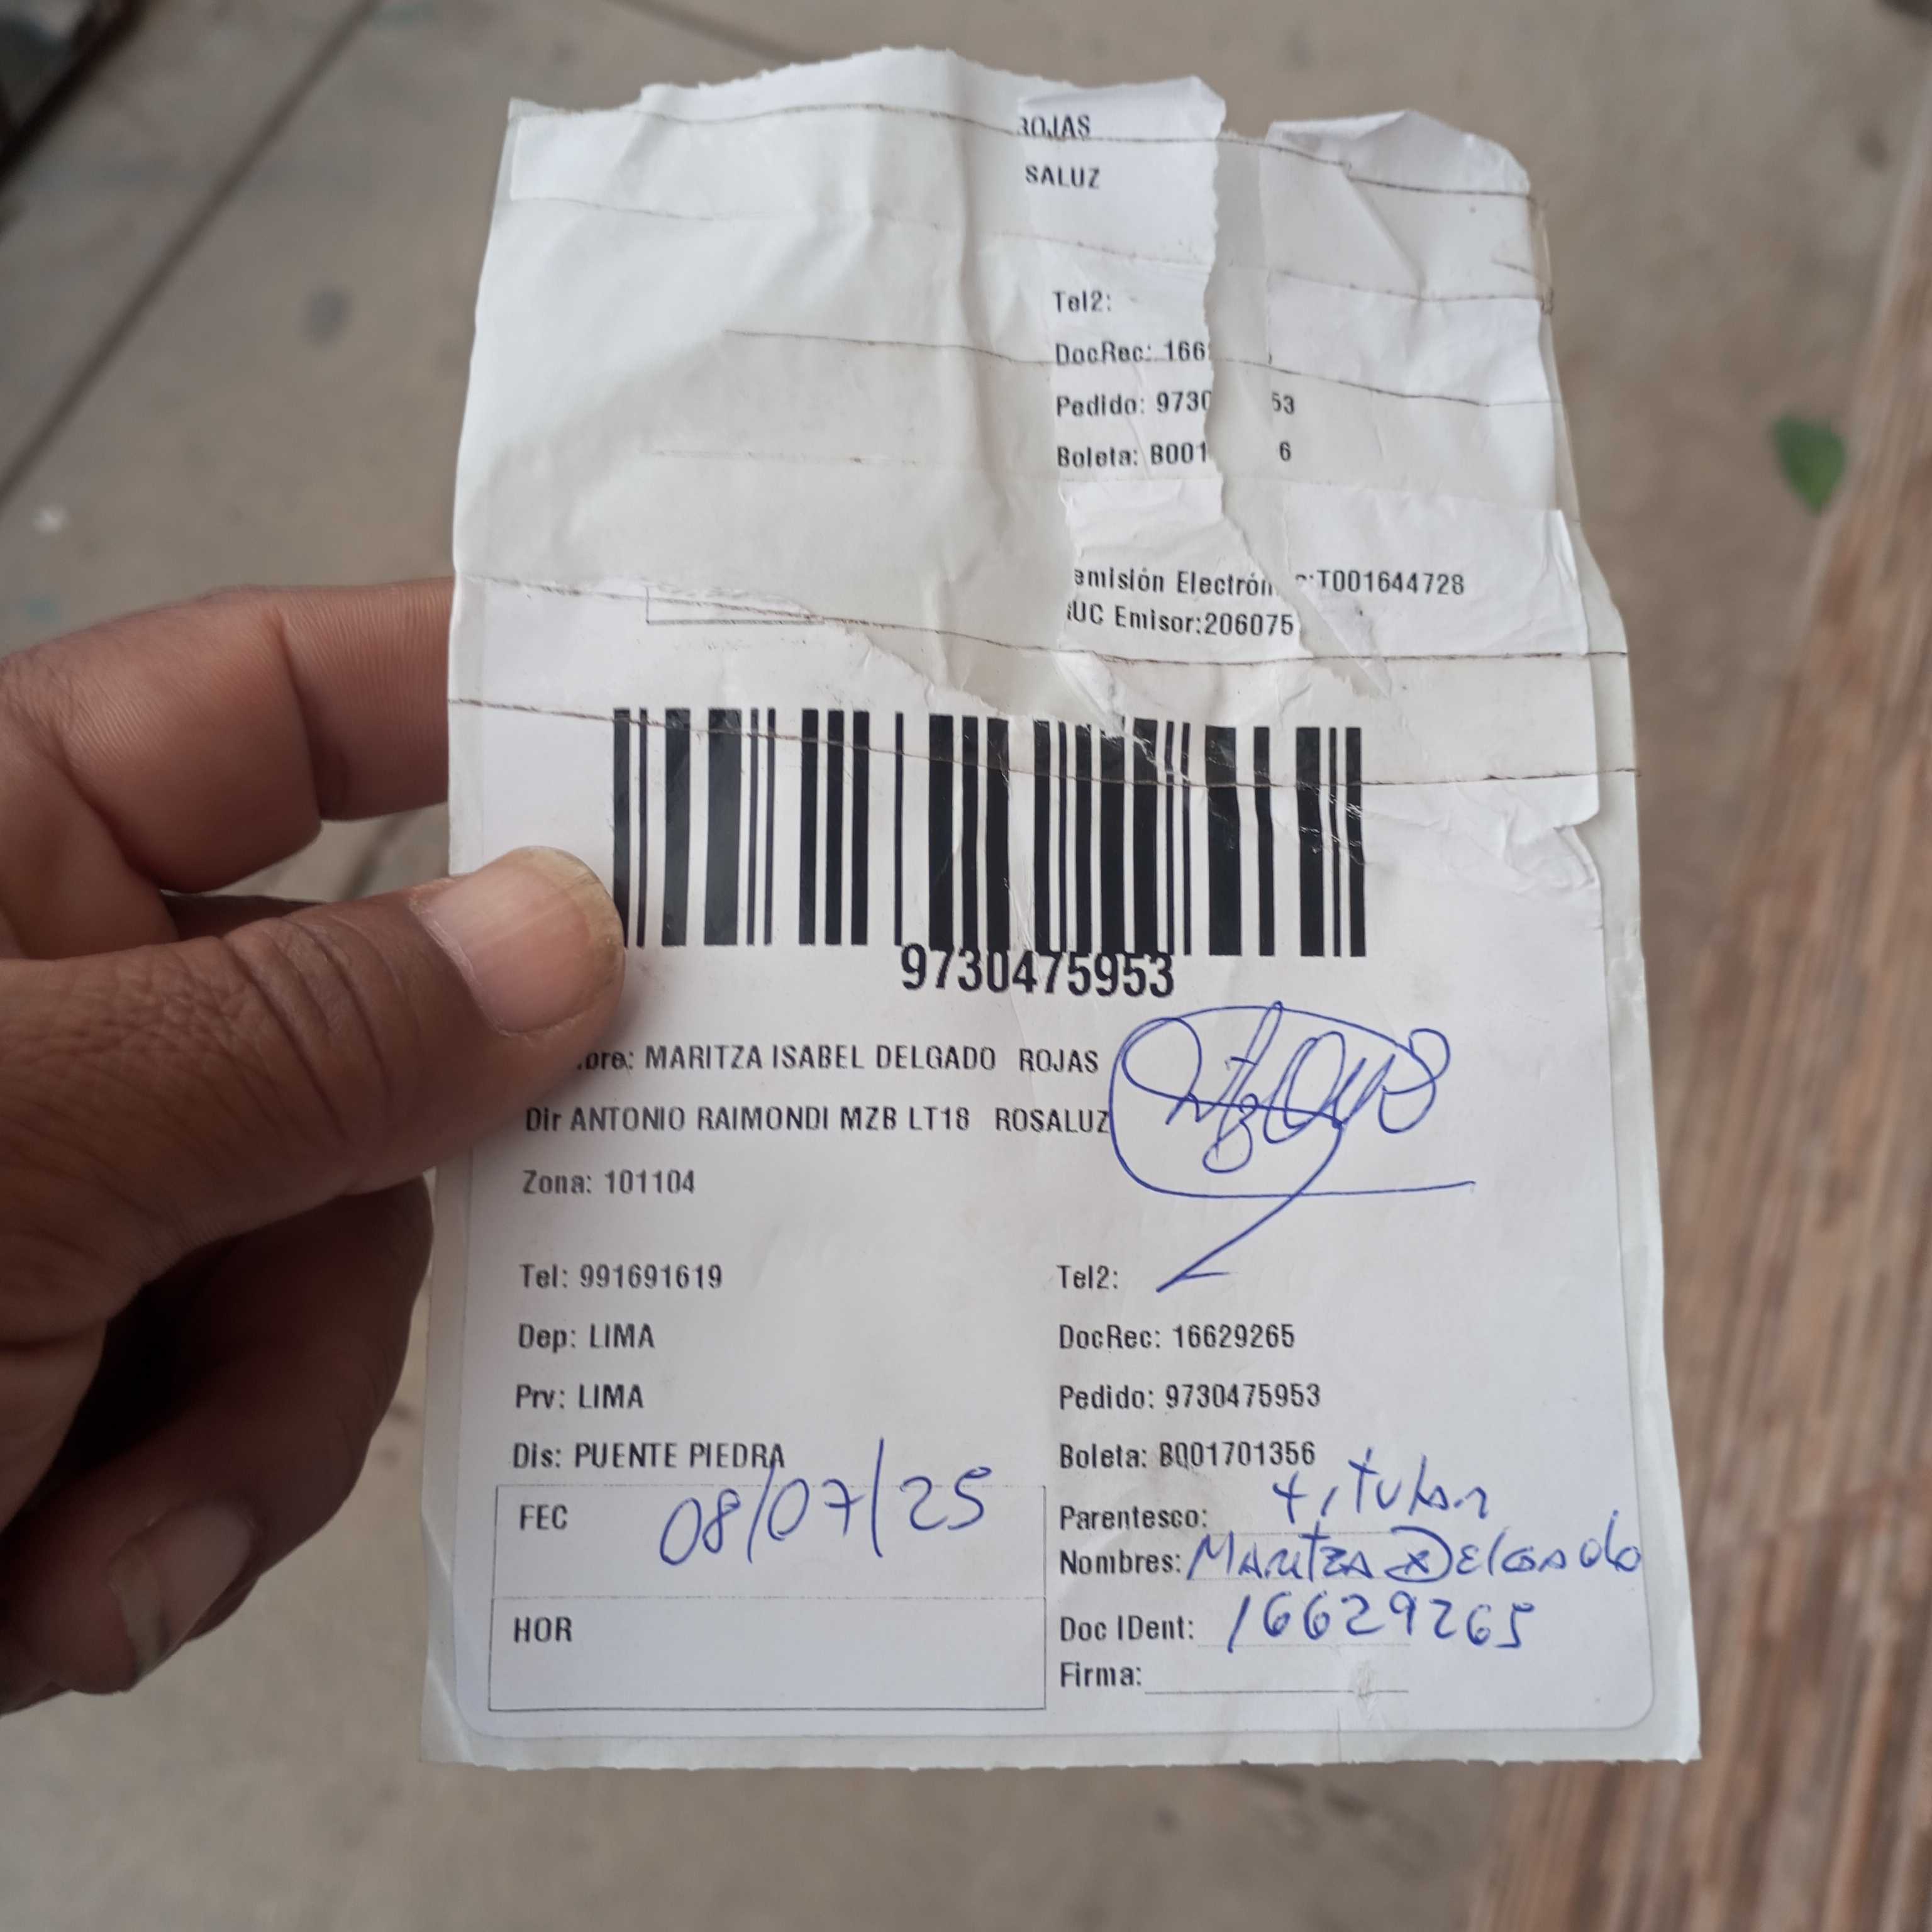 ROJAS
SALUZ
Tel2:
DocRec: 166
Pedido: 9730 53
Boleta: B001 6
emisión Electrón :T001644728
UC Emisor:206075
9730475953
bre: MARITZA ISABEL DELGADO ROJAS
Dir ANTONIO RAIMONDI MZB LT18 ROSALUZ
Zona: 101104
Tel: 991691619
Tel2:
Dep: LIMA
DocRec: 16629265
Prv: LIMA
Pedido: 9730475953
Dis: PUENTE PIEDRA
Boleta: B001701356
FEC 08/07/25
Parentesco: titular
Nombres: MARITZA DELGADO
HOR
Doc IDent: 16629265
Firma: